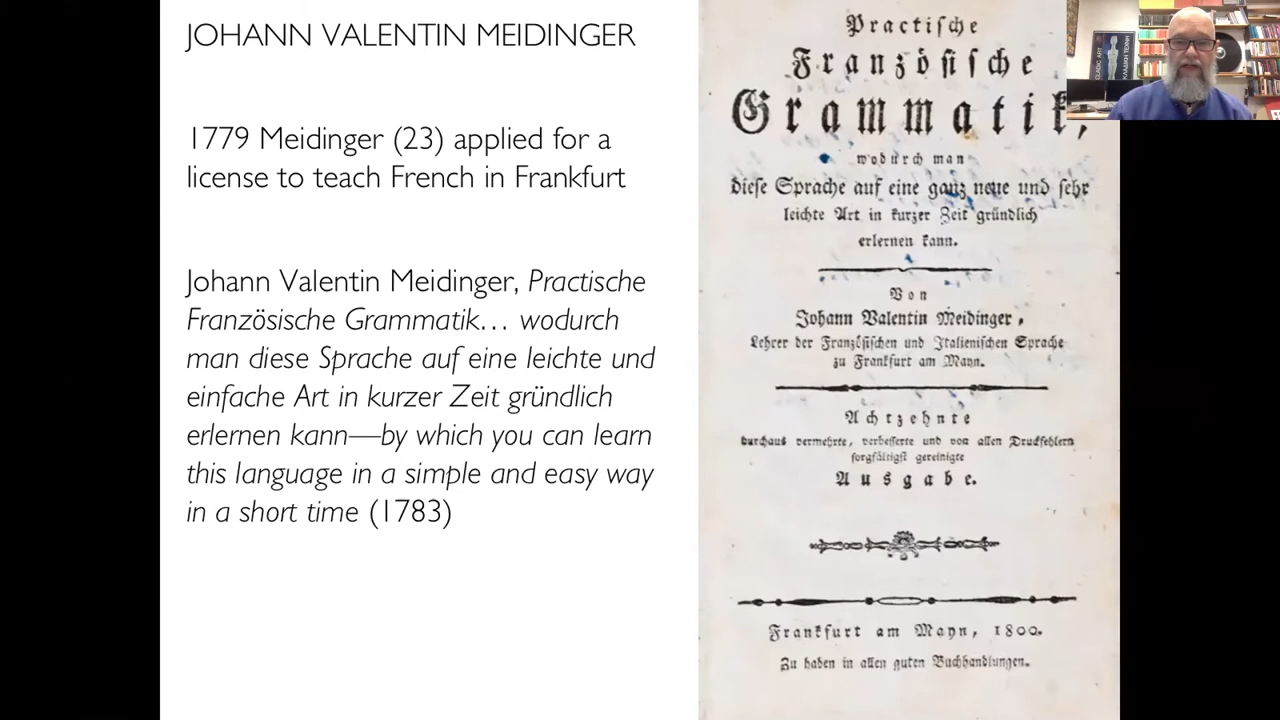 JOHANN VALENTIN MEIDINGER
1779 Meidinger (23) applied for a
license to teach French in Frankfurt
Johann Valentin Meidinger, Practische
Französische Grammatik… wodurch
man diese Sprache auf eine leichte und
einfache Art in kurzer Zeit gründlich
erlernen kann—by which you can learn
this language in a simple and easy way
in a short time (1783)
Practiſche
Französiſche
Grammatik,
wodurch man
dieſe Sprache auf eine ganz neue und ſehr
leichte Art in kurzer Zeit gründlich
erlernen kann.
Von
Johann Valentin Meidinger,
Lehrer der Französiſchen und Italieniſchen Sprache
zu Frankfurt am Mayn.
Achtzehnte
durchaus vermehrte, verbeſſerte und von allen Druckfehlern
ſorgfältigſt gereinigte
Ausgabe.
Frankfurt am Mayn, 1800.
Zu haben in allen guten Buchhandlungen.
CLASIC ART
ΚΛΑΔΙΚΗ ΤΕΧΝΗ